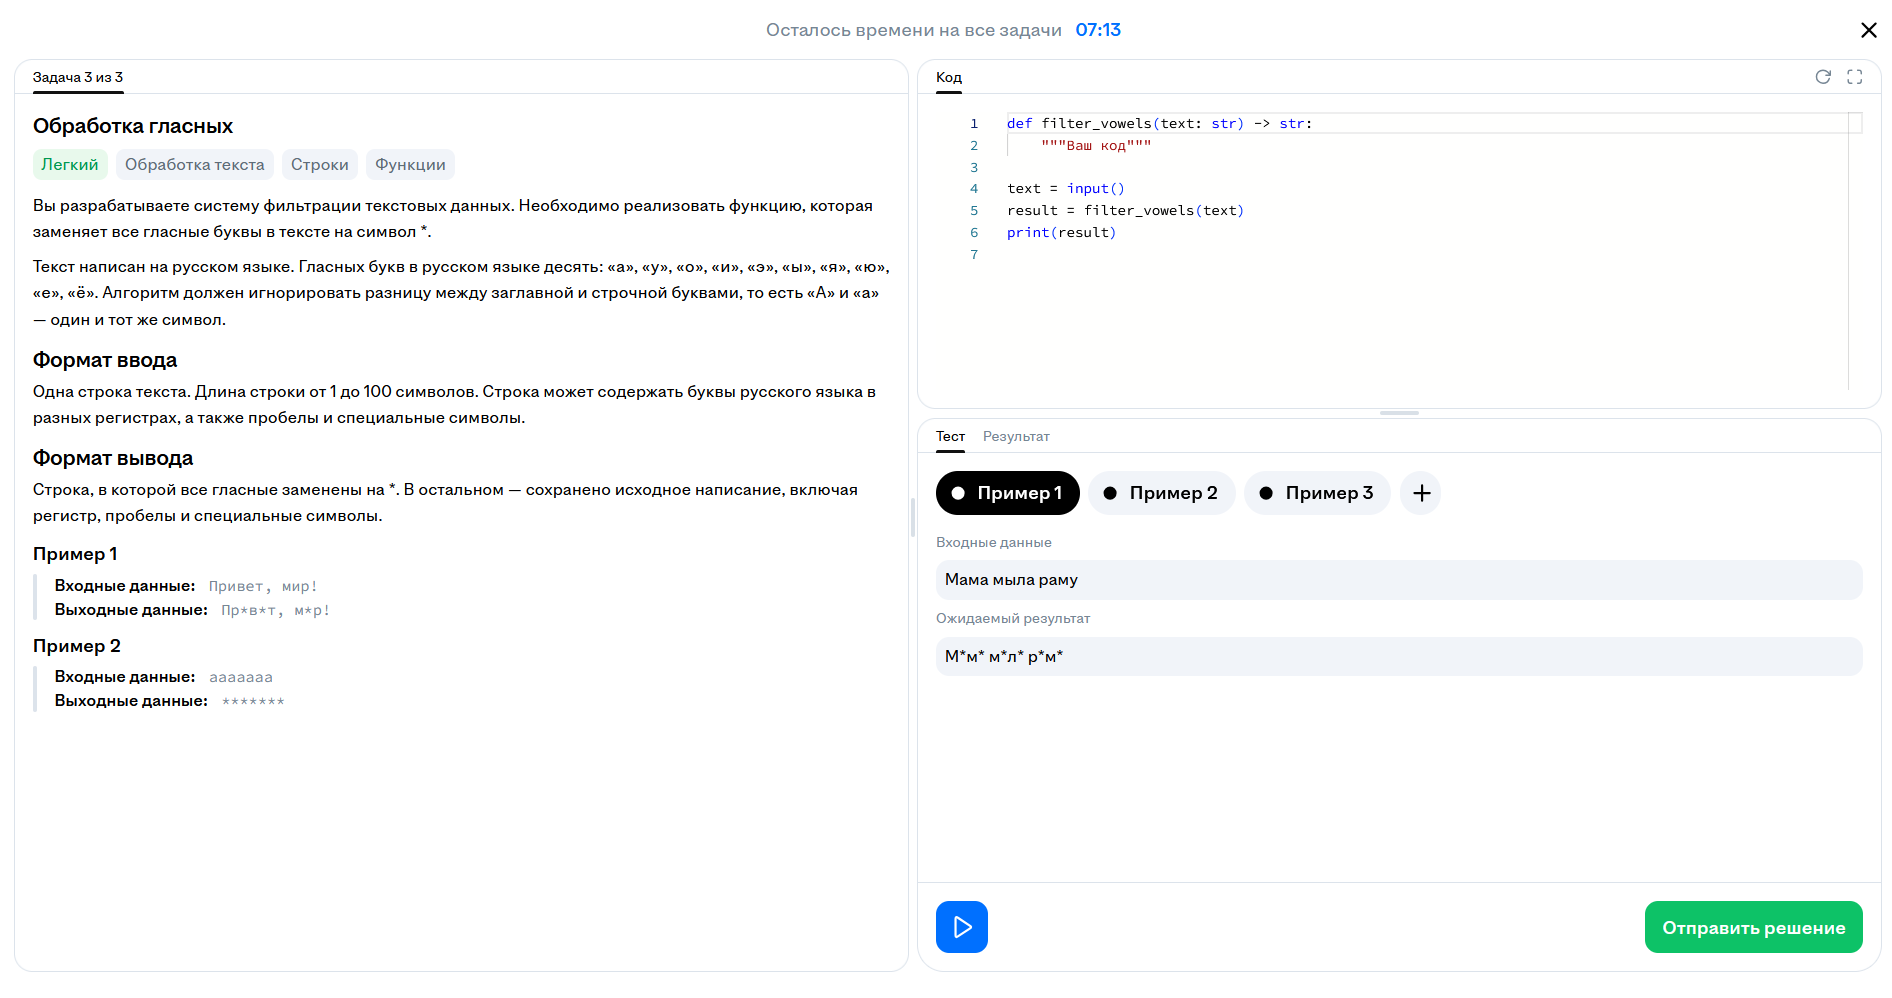 Осталось времени на все задачи 07:13
Задача 3 из 3
Обработка гласных
Легкий Обработка текста Строки Функции
Вы разрабатываете систему фильтрации текстовых данных. Необходимо реализовать функцию, которая
заменяет все гласные буквы в тексте на символ *.
Текст написан на русском языке. Гласных букв в русском языке десять: «а», «у», «о», «и», «э», «ы», «я», «ю»,
«е», «ё». Алгоритм должен игнорировать разницу между заглавной и строчной буквами, то есть «А» и «а»
— один и тот же символ.
Формат ввода
Одна строка текста. Длина строки от 1 до 100 символов. Строка может содержать буквы русского языка в
разных регистрах, а также пробелы и специальные символы.
Формат вывода
Строка, в которой все гласные заменены на *. В остальном — сохранено исходное написание, включая
регистр, пробелы и специальные символы.
Пример 1
Входные данные: Привет, мир!
Выходные данные: Пр*в*т, м*р!
Пример 2
Входные данные: ааааааа
Выходные данные: *******
Код
1 def filter_vowels(text: str) -> str:
2     """Ваш код"""
3
4 text = input()
5 result = filter_vowels(text)
6 print(result)
7
Тест Результат
Пример 1 Пример 2 Пример 3 +
Входные данные
Мама мыла раму
Ожидаемый результат
М*м* м*л* р*м*
Отправить решение